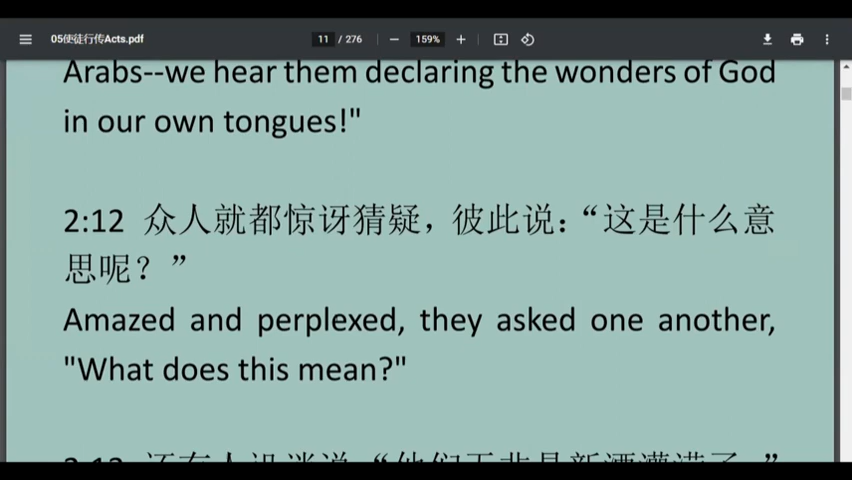 05使徒行传Acts.pdf
11 / 276
159%
Arabs--we hear them declaring the wonders of God
in our own tongues!"
2:12 众人就都惊讶猜疑，彼此说：“这是什么意
思呢？”
Amazed and perplexed, they asked one another,
"What does this mean?"